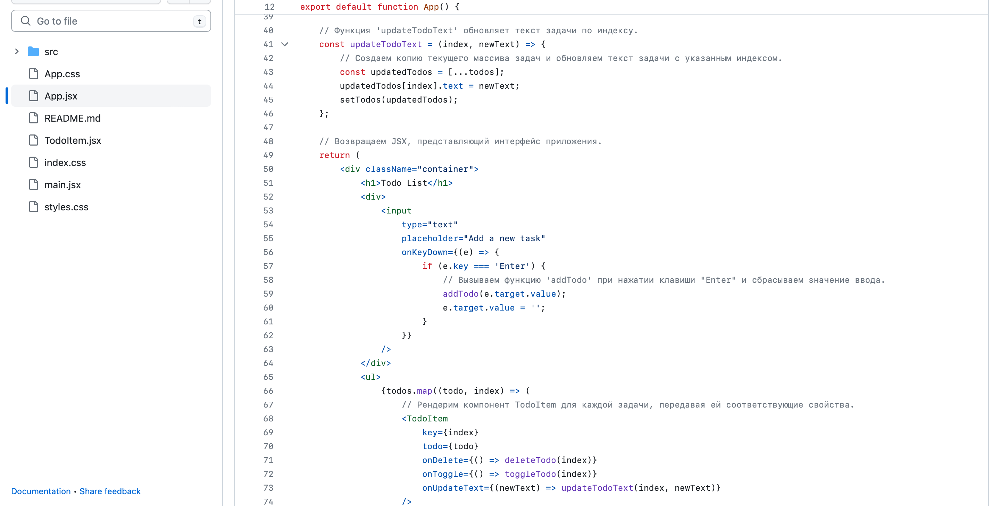 Go to file t
src
App.css
App.jsx
README.md
TodoItem.jsx
index.css
main.jsx
styles.css
Documentation • Share feedback
12 export default function App() {
39
40 // Функция 'updateTodoText' обновляет текст задачи по индексу.
41 const updateTodoText = (index, newText) => {
42 // Создаем копию текущего массива задач и обновляем текст задачи с указанным индексом.
43 const updatedTodos = [...todos];
44 updatedTodos[index].text = newText;
45 setTodos(updatedTodos);
46 };
47
48 // Возвращаем JSX, представляющий интерфейс приложения.
49 return (
50 <div className="container">
51 <h1>Todo List</h1>
52 <div>
53 <input
54 type="text"
55 placeholder="Add a new task"
56 onKeyDown={(e) => {
57 if (e.key === 'Enter') {
58 // Вызываем функцию 'addTodo' при нажатии клавиши "Enter" и сбрасываем значение ввода.
59 addTodo(e.target.value);
60 e.target.value = '';
61 }
62 }}
63 />
64 </div>
65 <ul>
66 {todos.map((todo, index) => (
67 // Рендерим компонент TodoItem для каждой задачи, передавая ей соответствующие свойства.
68 <TodoItem
69 key={index}
70 todo={todo}
71 onDelete={() => deleteTodo(index)}
72 onToggle={() => toggleTodo(index)}
73 onUpdateText={(newText) => updateTodoText(index, newText)}
74 />